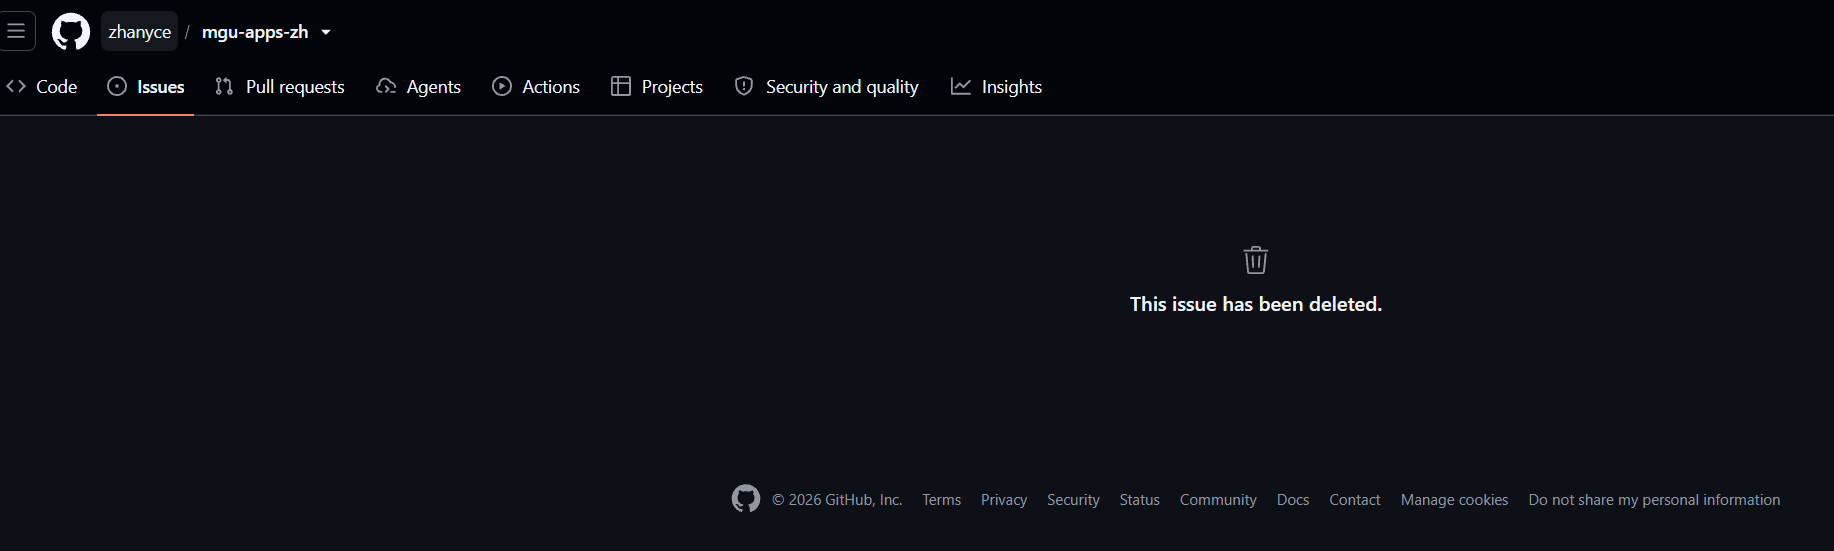 zhanyce / mgu-apps-zh
Code Issues Pull requests Agents Actions Projects Security and quality Insights
This issue has been deleted.
© 2026 GitHub, Inc. Terms Privacy Security Status Community Docs Contact Manage cookies Do not share my personal information